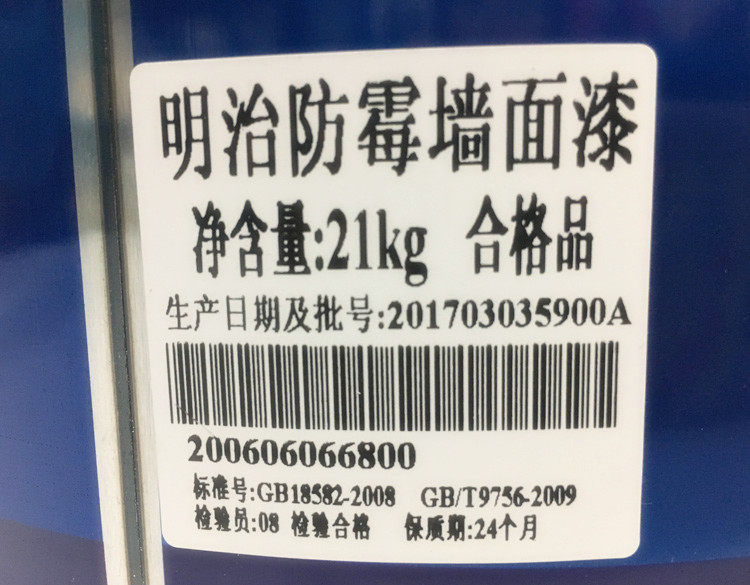 明治防霉墙面漆
净含量:21kg 合格品
生产日期及批号:201703035900A
200606066800
标准号:GB18582-2008 GB/T9756-2009
检验员:08 检验合格 保质期:24个月